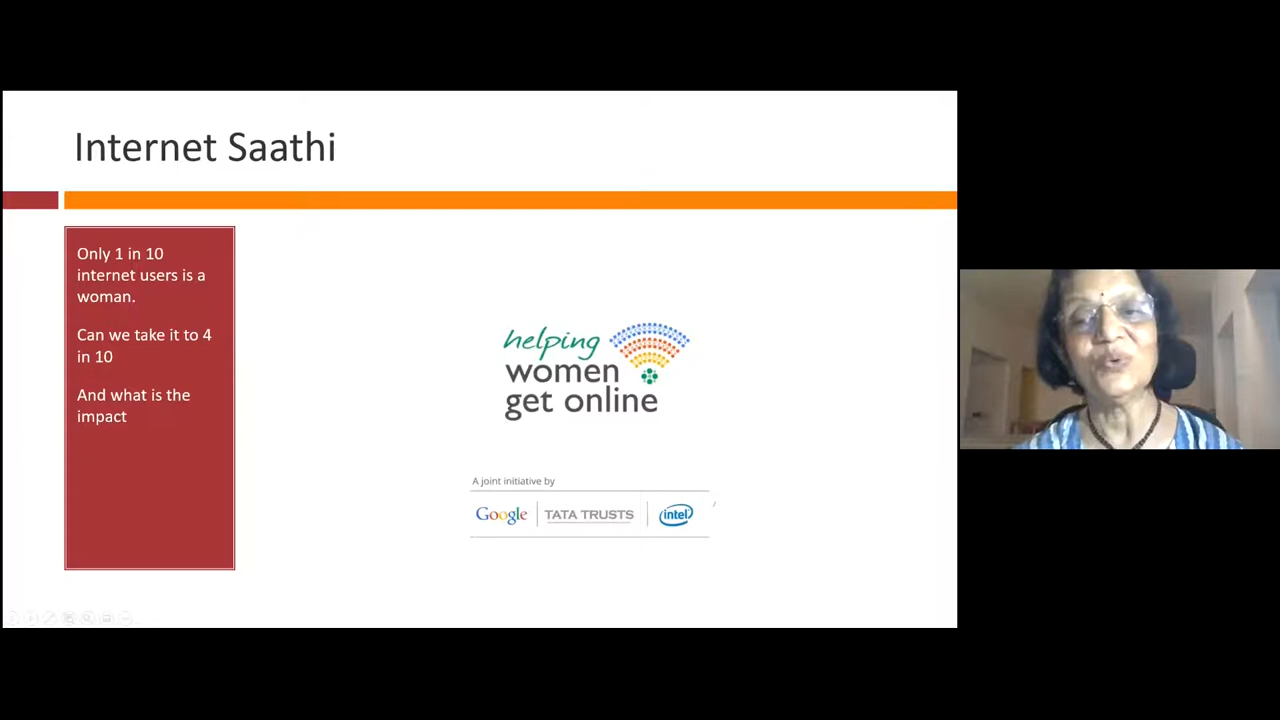 Internet Saathi
Only 1 in 10
internet users is a
woman.
Can we take it to 4
in 10
And what is the
impact
helping
women
get online
A joint initiative by
Google
TATA TRUSTS
intel